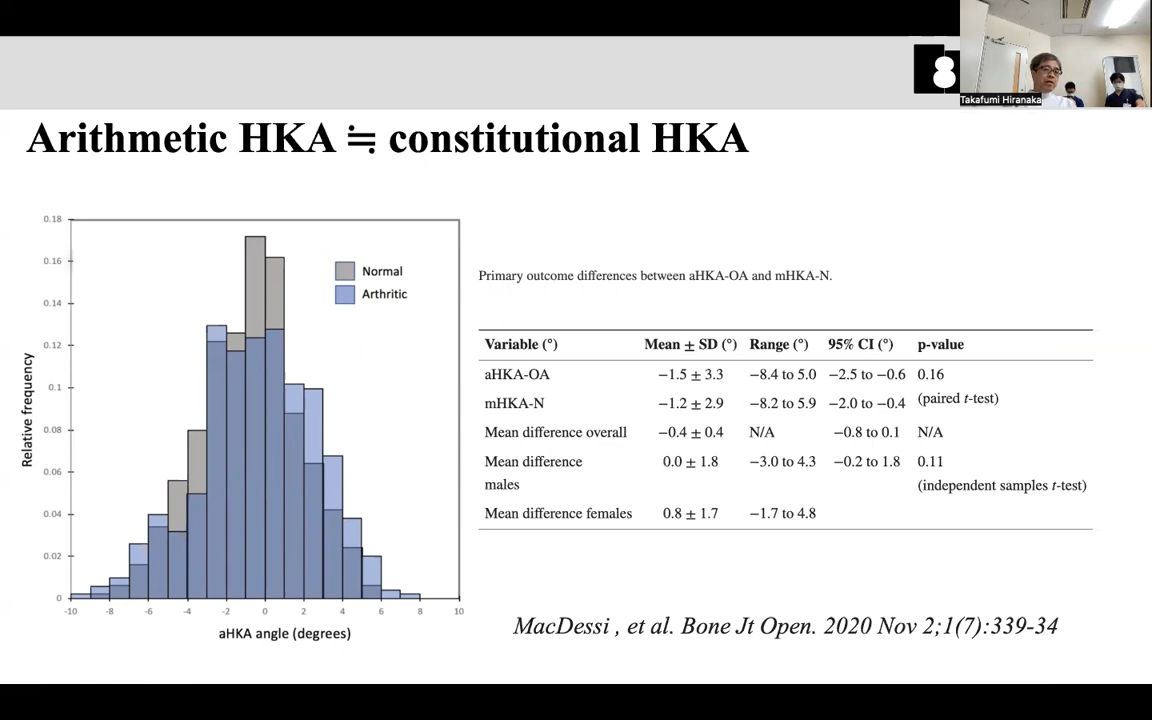 Takafumi Hiranaka
Arithmetic HKA ≒ constitutional HKA
0.18
0.16
0.14
0.12
0.1
0.08
0.06
0.04
0.02
0
Relative frequency
Normal
Arthritic
-10 -8 -6 -4 -2 0 2 4 6 8 10
aHKA angle (degrees)
Primary outcome differences between aHKA-OA and mHKA-N.
Variable (°) Mean ± SD (°) Range (°) 95% CI (°) p-value
aHKA-OA −1.5 ± 3.3 −8.4 to 5.0 −2.5 to −0.6 0.16
(paired t-test)
mHKA-N −1.2 ± 2.9 −8.2 to 5.9 −2.0 to −0.4
Mean difference overall −0.4 ± 0.4 N/A −0.8 to 0.1 N/A
Mean difference 0.0 ± 1.8 −3.0 to 4.3 −0.2 to 1.8 0.11
males (independent samples t-test)
Mean difference females 0.8 ± 1.7 −1.7 to 4.8
MacDessi , et al. Bone Jt Open. 2020 Nov 2;1(7):339-34